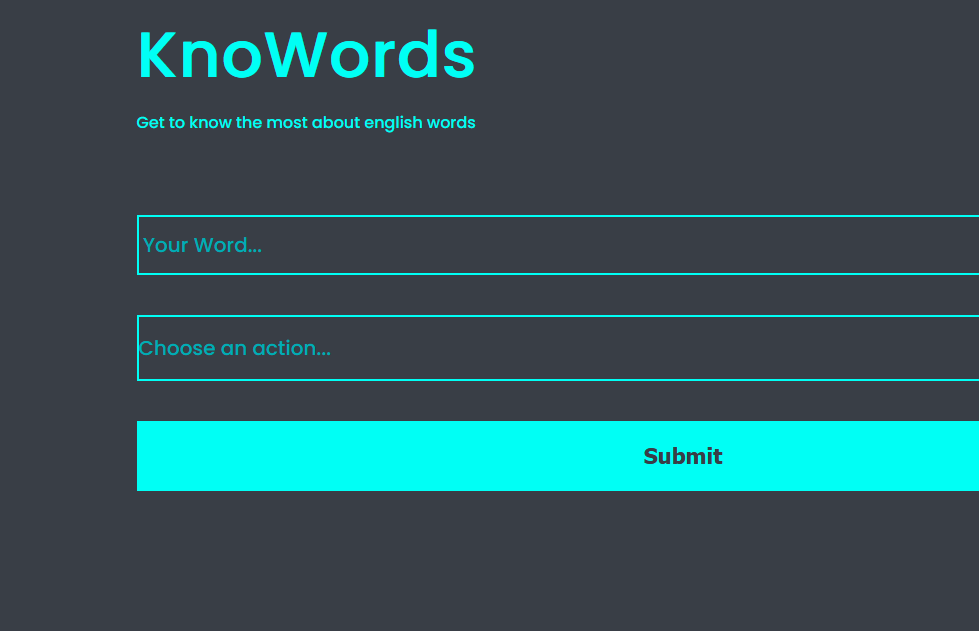 KnoWords
Get to know the most about english words
Your Word...
Choose an action...
Submit